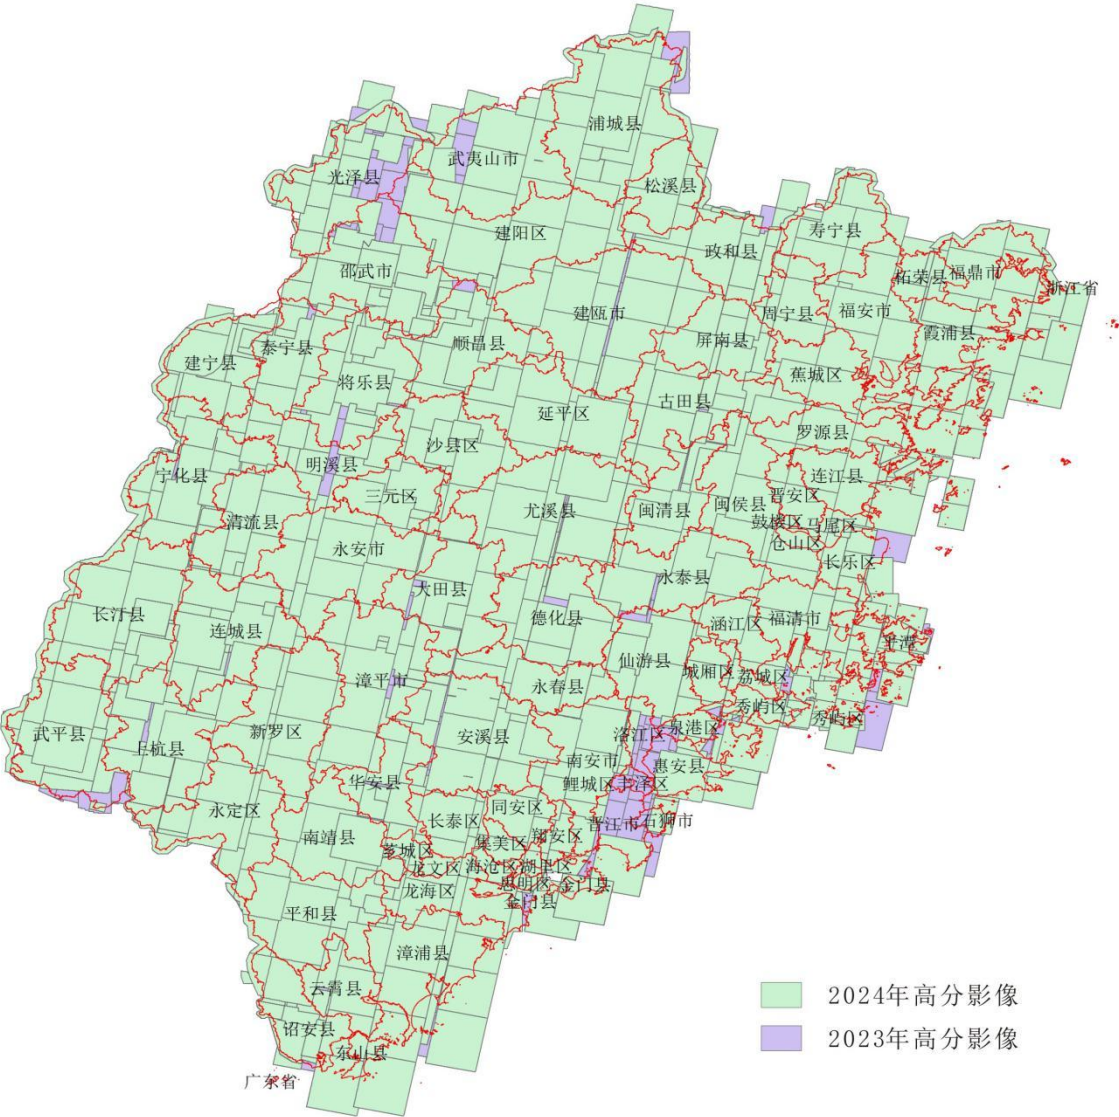 浦城县
武夷山市
光泽县
松溪县
建阳区
寿宁县
政和县
邵武市
柘荣县
福鼎市
浙江省
建瓯市
周宁县
福安市
霞浦县
屏南县
顺昌县
泰宁县
建宁县
将乐县
蕉城区
古田县
延平区
罗源县
沙县区
明溪县
宁化县
连江县
三元区
晋安区
闽侯县
尤溪县
闽清县
清流县
鼓楼区
马尾区
仓山区
永安市
长乐区
永泰县
大田县
长汀县
德化县
涵江区
福清市
连城县
平潭
仙游县
城厢区
荔城区
漳平市
永春县
秀屿区
秀屿区
泉港区
洛江区
武平县
新罗区
安溪县
上杭县
南安市
惠安县
华安县
鲤城区
丰泽区
永定区
同安区
长泰区
晋江市
石狮市
南靖县
翔安区
集美区
芗城区
龙文区
海沧区
湖里区
思明区
金门县
龙海区
金门县
平和县
漳浦县
云霄县
诏安县
东山县
广东省
2024年高分影像
2023年高分影像